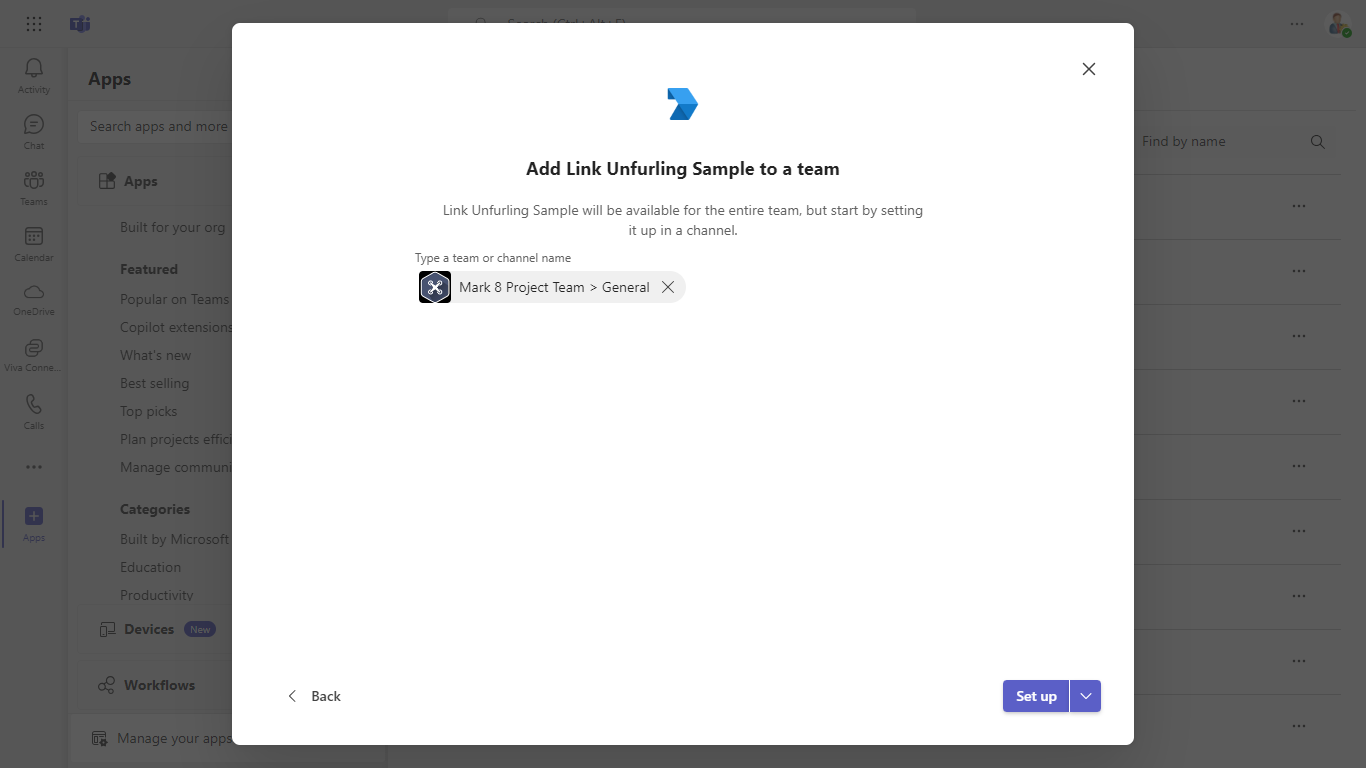 Search (Ctrl+Alt+E)
Activity
Chat
Teams
Calendar
OneDrive
Viva Conne...
Calls
Apps
Apps
Search apps and more
Apps
Built for your org
Featured
Popular on Teams
Copilot extensions
What's new
Best selling
Top picks
Plan projects effici
Manage communi
Categories
Built by Microsoft
Education
Productivity
Devices New
Workflows
Manage your apps
Find by name
Add Link Unfurling Sample to a team
Link Unfurling Sample will be available for the entire team, but start by setting
it up in a channel.
Type a team or channel name
Mark 8 Project Team > General
Back
Set up